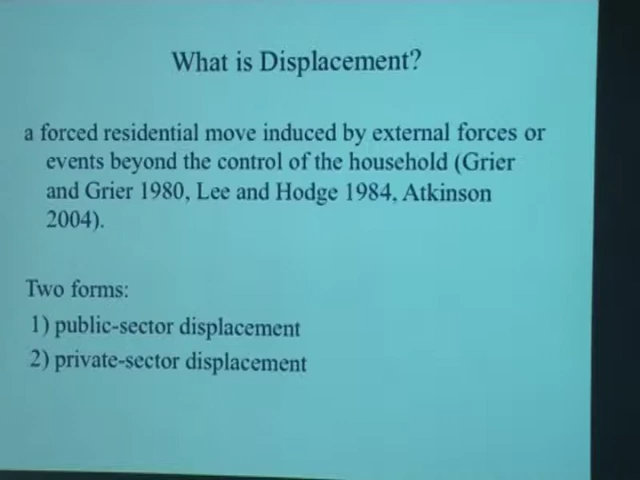 What is Displacement?
a forced residential move induced by external forces or
events beyond the control of the household (Grier
and Grier 1980, Lee and Hodge 1984, Atkinson
2004).
Two forms:
1) public-sector displacement
2) private-sector displacement